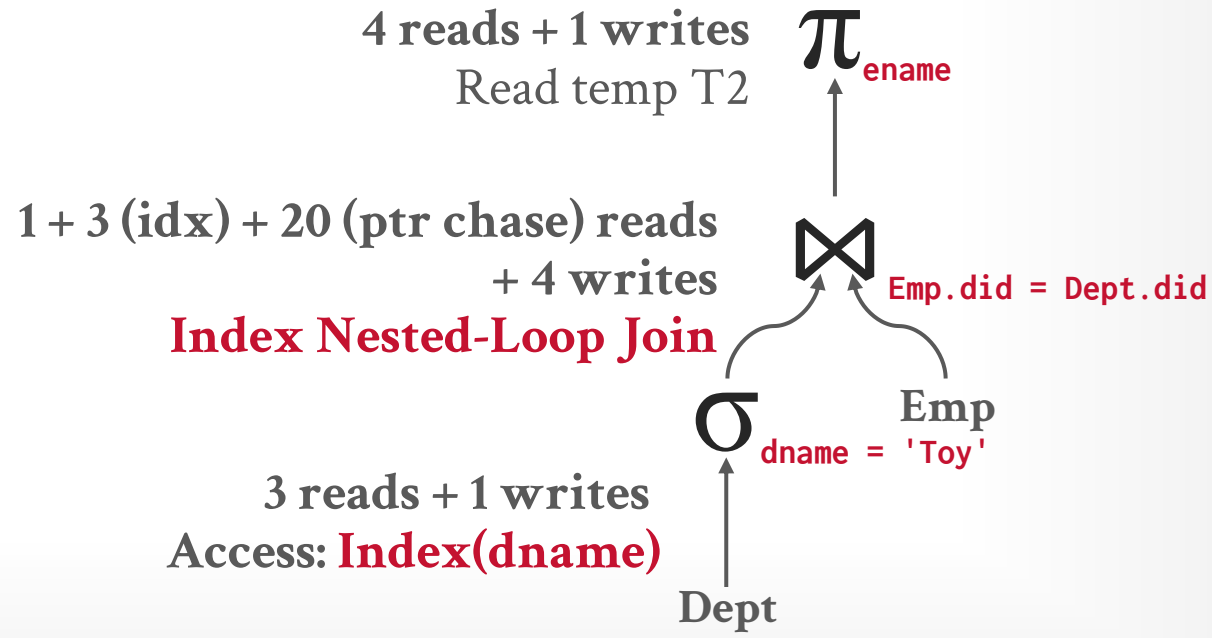 4 reads + 1 writes
π ename
Read temp T2
1 + 3 (idx) + 20 (ptr chase) reads
+ 4 writes
⋈ Emp.did = Dept.did
Index Nested-Loop Join
Emp
σ dname = 'Toy'
3 reads + 1 writes
Access: Index(dname)
Dept